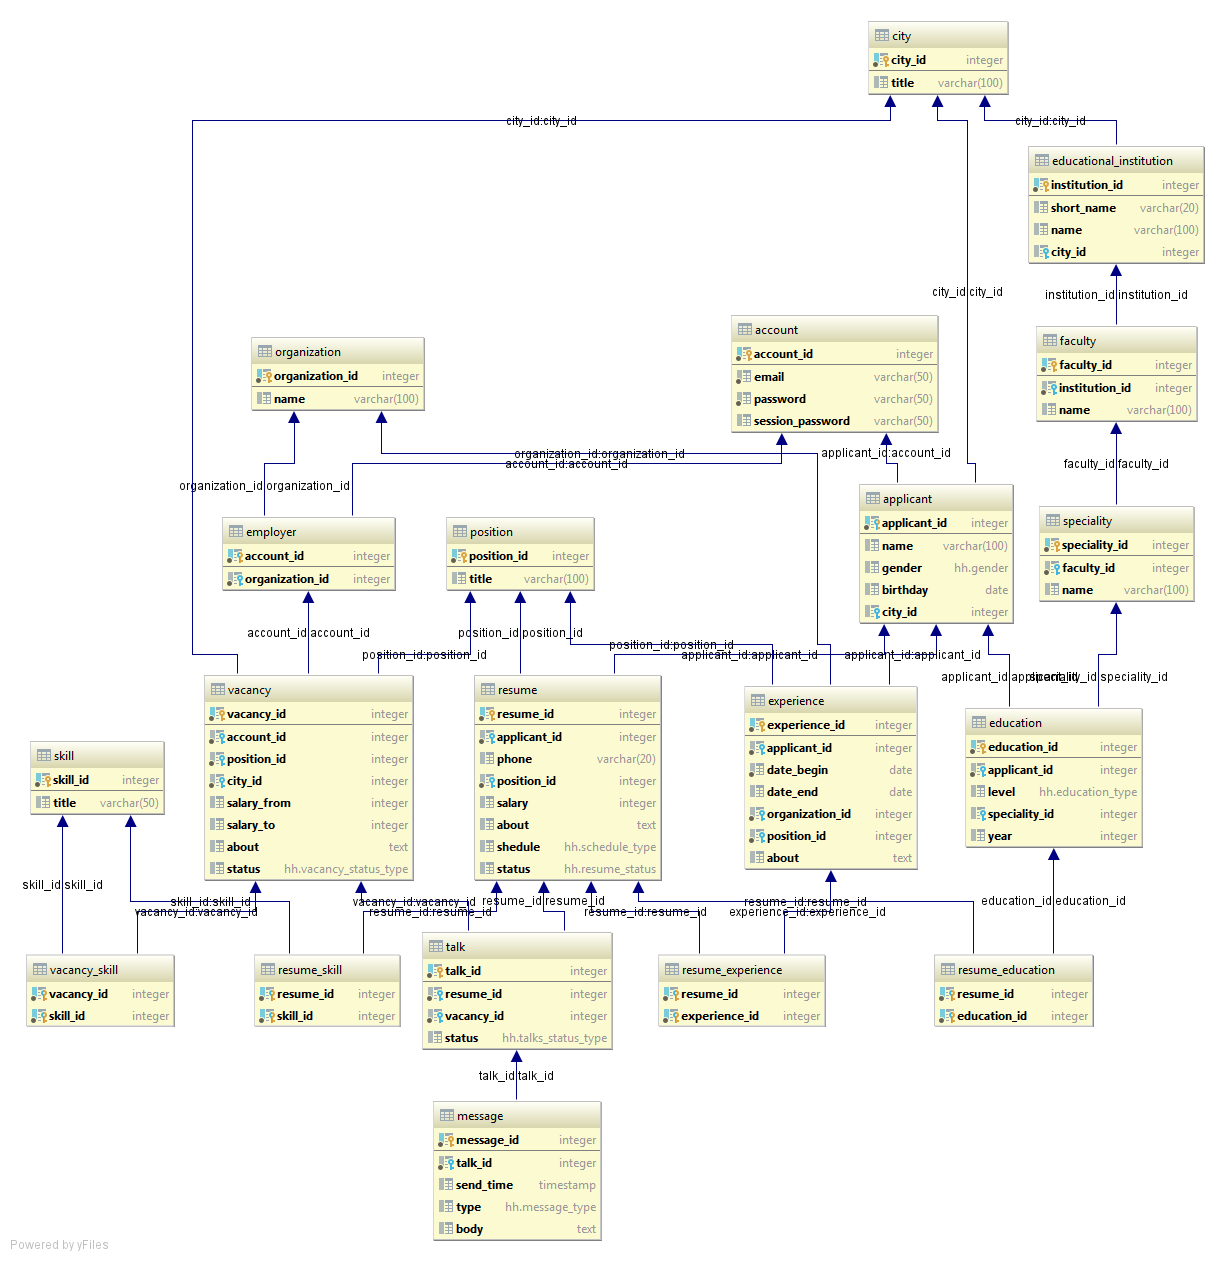 city
city_id integer
title varchar(100)
city_id:city_id
city_id:city_id
educational_institution
institution_id integer
short_name varchar(20)
name varchar(100)
city_id integer
city_id:city_id
institution_id:institution_id
organization
organization_id integer
name varchar(100)
account
account_id integer
email varchar(50)
password varchar(50)
session_password varchar(50)
faculty
faculty_id integer
institution_id integer
name varchar(100)
organization_id:organization_id
account_id:account_id
applicant_id:account_id
faculty_id:faculty_id
organization_id:organization_id
employer
account_id integer
organization_id integer
position
position_id integer
title varchar(100)
applicant
applicant_id integer
name varchar(100)
gender hh.gender
birthday date
city_id integer
speciality
speciality_id integer
faculty_id integer
name varchar(100)
account_id:account_id
position_id:position_id
position_id:position_id
position_id:position_id
applicant_id:applicant_id
applicant_id:applicant_id
applicant_id:applicant_id
speciality_id:speciality_id
vacancy
vacancy_id integer
account_id integer
position_id integer
city_id integer
salary_from integer
salary_to integer
about text
status hh.vacancy_status_type
resume
resume_id integer
applicant_id integer
phone varchar(20)
position_id integer
salary integer
about text
shedule hh.schedule_type
status hh.resume_status
experience
experience_id integer
applicant_id integer
date_begin date
date_end date
organization_id integer
position_id integer
about text
education
education_id integer
applicant_id integer
level hh.education_type
speciality_id integer
year integer
skill
skill_id integer
title varchar(50)
skill_id:skill_id
skill_id:skill_id
vacancy_id:vacancy_id
vacancy_id:vacancy_id
resume_id:resume_id
resume_id:resume_id
resume_id:resume_id
resume_id:resume_id
experience_id:experience_id
education_id:education_id
vacancy_skill
vacancy_id integer
skill_id integer
resume_skill
resume_id integer
skill_id integer
talk
talk_id integer
resume_id integer
vacancy_id integer
status hh.talks_status_type
resume_experience
resume_id integer
experience_id integer
resume_education
resume_id integer
education_id integer
talk_id:talk_id
message
message_id integer
talk_id integer
send_time timestamp
type hh.message_type
body text
Powered by yFiles